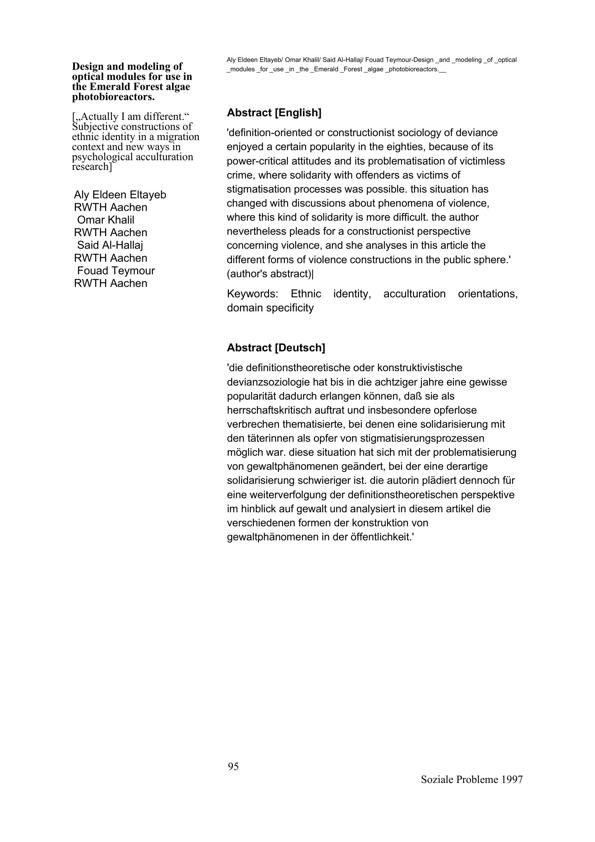 Design and modeling of
optical modules for use in
the Emerald Forest algae
photobioreactors.
[„Actually I am different.“
Subjective constructions of
ethnic identity in a migration
context and new ways in
psychological acculturation
research]
Aly Eldeen Eltayeb
RWTH Aachen
Omar Khalil
RWTH Aachen
Said Al-Hallaj
RWTH Aachen
Fouad Teymour
RWTH Aachen
Aly Eldeen Eltayeb/ Omar Khalil/ Said Al-Hallaj/ Fouad Teymour-Design _and _modeling _of _optical
_modules _for _use _in _the _Emerald _Forest _algae _photobioreactors.__
Abstract [English]
'definition-oriented or constructionist sociology of deviance
enjoyed a certain popularity in the eighties, because of its
power-critical attitudes and its problematisation of victimless
crime, where solidarity with offenders as victims of
stigmatisation processes was possible. this situation has
changed with discussions about phenomena of violence,
where this kind of solidarity is more difficult. the author
nevertheless pleads for a constructionist perspective
concerning violence, and she analyses in this article the
different forms of violence constructions in the public sphere.'
(author's abstract)|
Keywords: Ethnic identity, acculturation orientations,
domain specificity
Abstract [Deutsch]
'die definitionstheoretische oder konstruktivistische
devianzsoziologie hat bis in die achtziger jahre eine gewisse
popularität dadurch erlangen können, daß sie als
herrschaftskritisch auftrat und insbesondere opferlose
verbrechen thematisierte, bei denen eine solidarisierung mit
den täterinnen als opfer von stigmatisierungsprozessen
möglich war. diese situation hat sich mit der problematisierung
von gewaltphänomenen geändert, bei der eine derartige
solidarisierung schwieriger ist. die autorin plädiert dennoch für
eine weiterverfolgung der definitionstheoretischen perspektive
im hinblick auf gewalt und analysiert in diesem artikel die
verschiedenen formen der konstruktion von
gewaltphänomenen in der öffentlichkeit.'
95
Soziale Probleme 1997